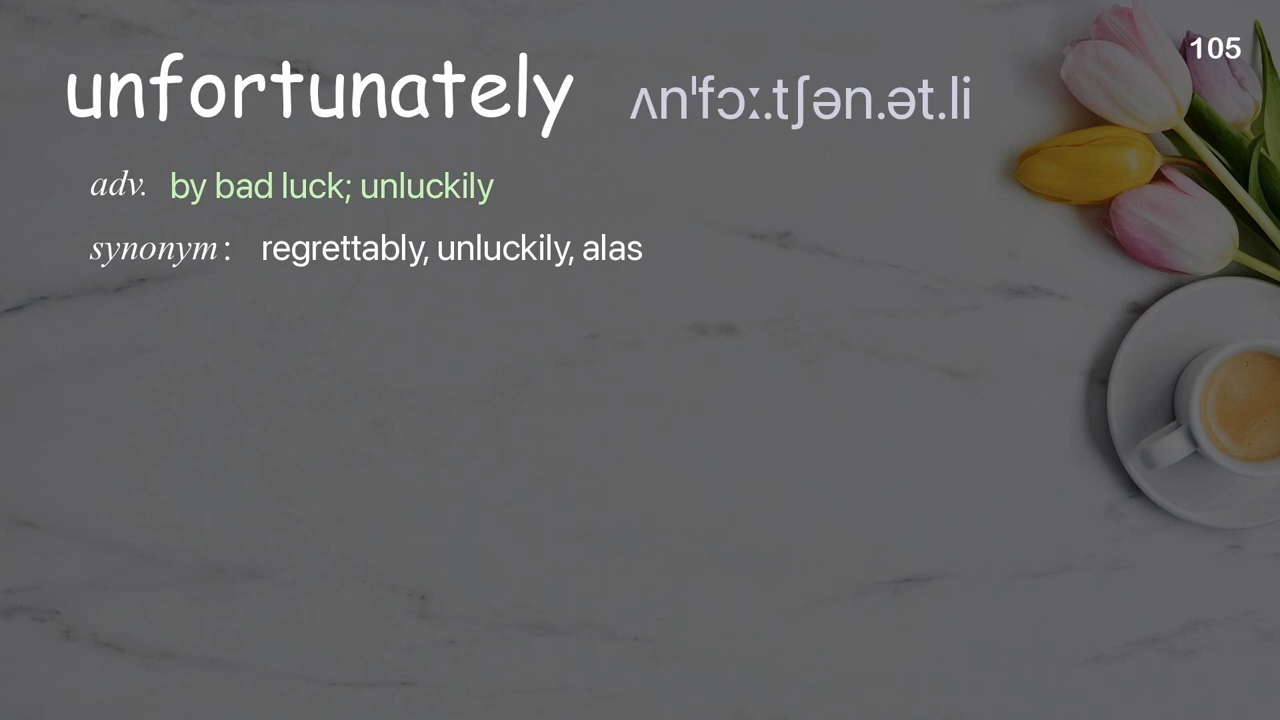 105
unfortunately ʌnˈfɔː.tʃən.ət.li
adv. by bad luck; unluckily
synonym: regrettably, unluckily, alas